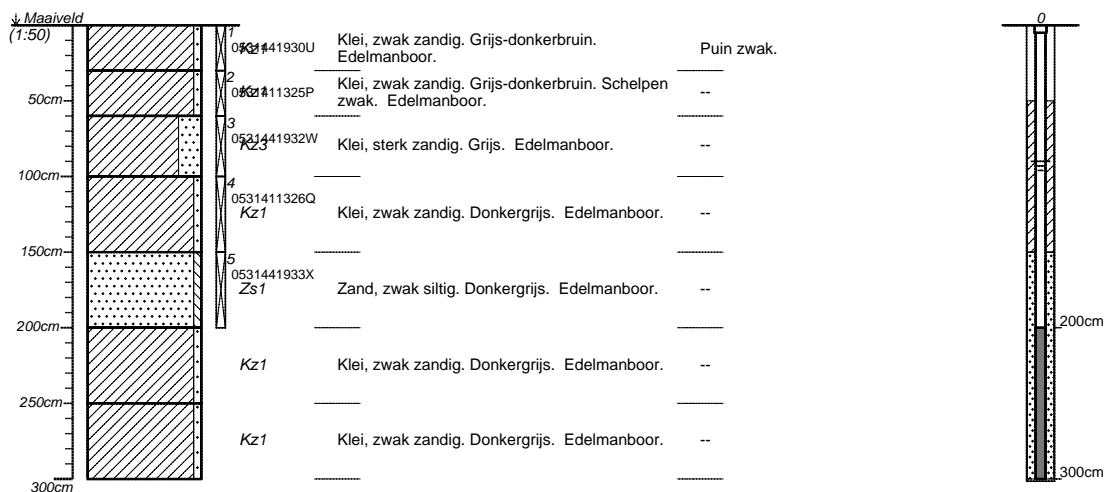 Maaiveld
(1:50)
0
1
0531441930U
Kz1
Klei, zwak zandig. Grijs-donkerbruin.
Edelmanboor.
Puin zwak.
2
Kz1
Klei, zwak zandig. Grijs-donkerbruin. Schelpen
zwak. Edelmanboor.
--
50cm
3
0521441932W
Kz3
Klei, sterk zandig. Grijs. Edelmanboor.
--
100cm
4
0531411326Q
Kz1
Klei, zwak zandig. Donkergrijs. Edelmanboor.
--
150cm
5
0531441933X
Zs1
Zand, zwak siltig. Donkergrijs. Edelmanboor.
--
200cm
200cm
Kz1
Klei, zwak zandig. Donkergrijs. Edelmanboor.
--
250cm
Kz1
Klei, zwak zandig. Donkergrijs. Edelmanboor.
--
300cm
300cm